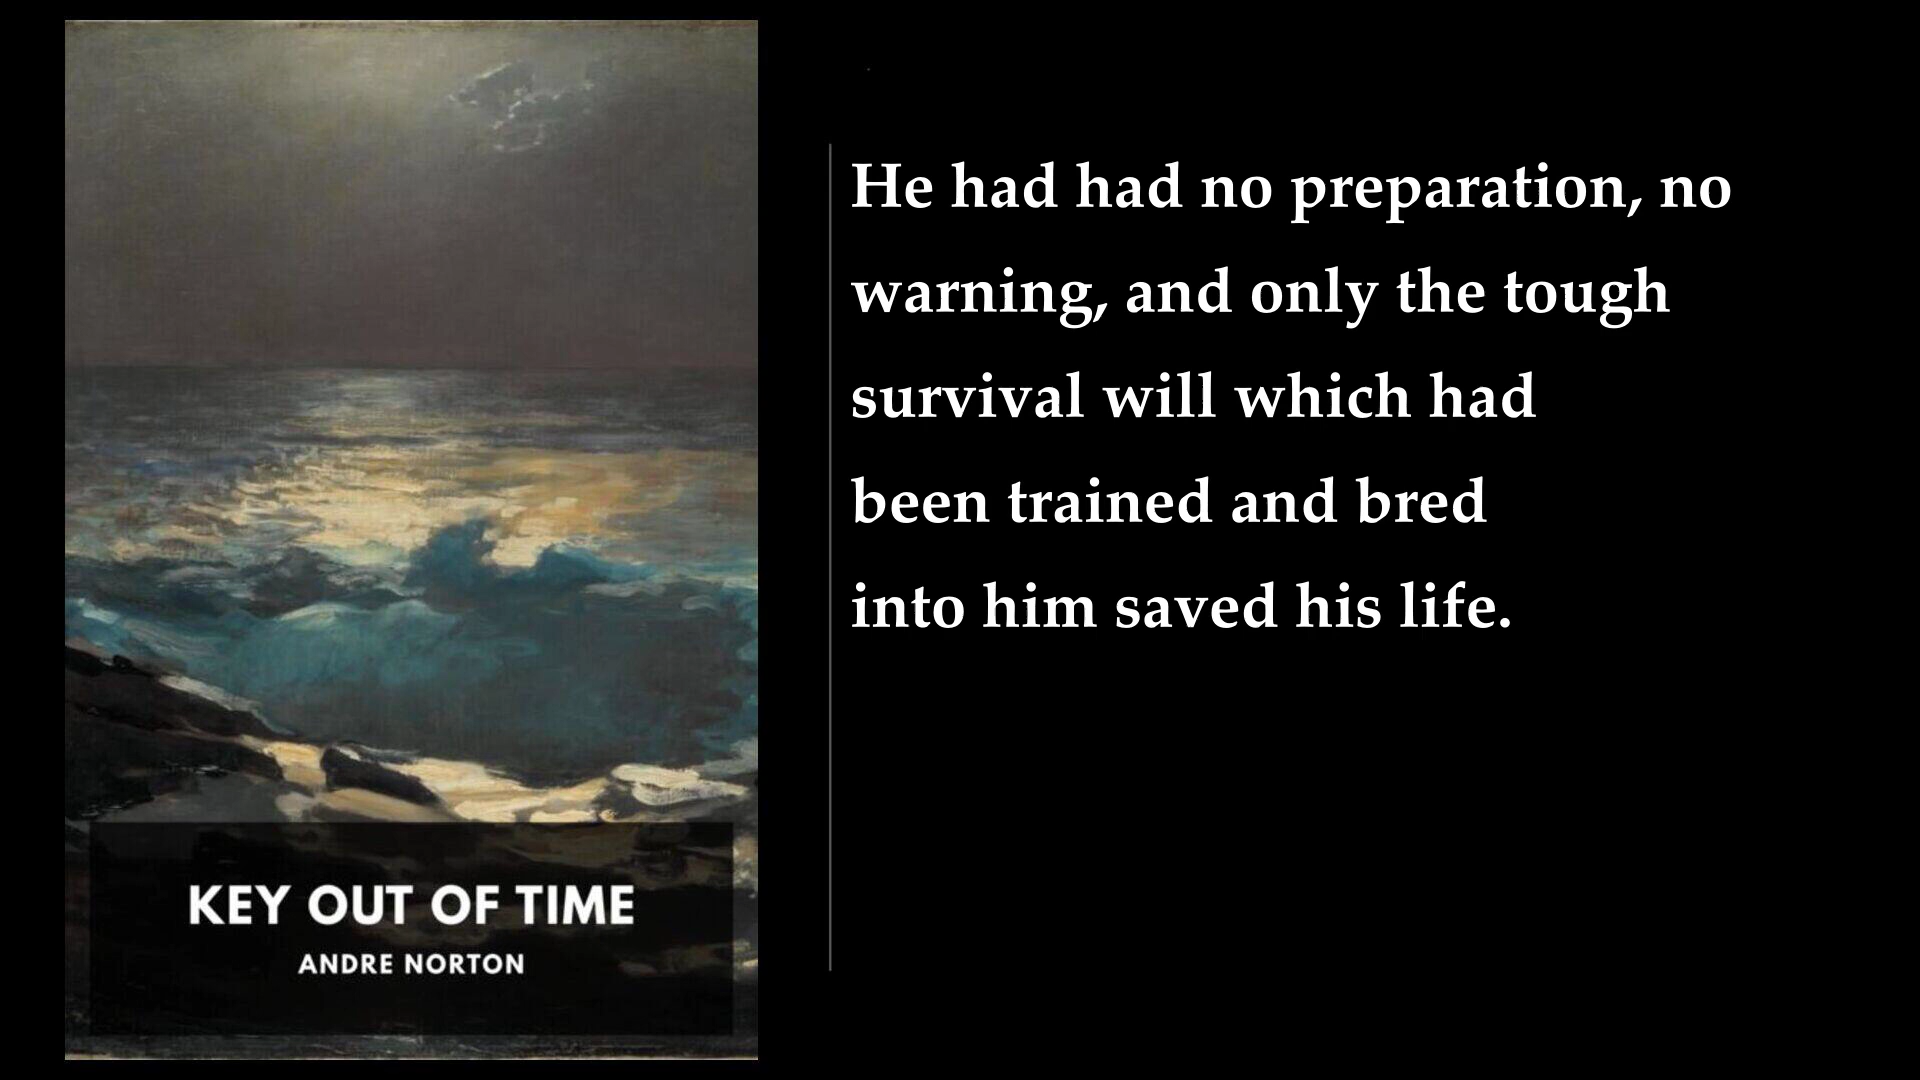 KEY OUT OF TIME
ANDRE NORTON
He had had no preparation, no
warning, and only the tough
survival will which had
been trained and bred
into him saved his life.